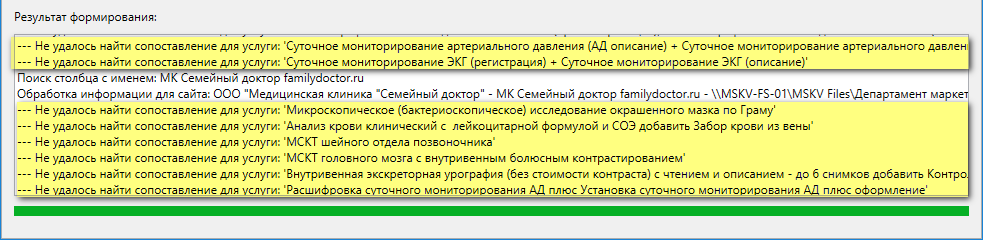 Результат формирования:
--- Не удалось найти сопоставление для услуги: 'Суточное мониторирование артериального давления (АД описание) + Суточное мониторирование артериального давлен
--- Не удалось найти сопоставление для услуги: 'Суточное мониторирование ЭКГ (регистрация) + Суточное мониторирование ЭКГ (описание)'
Поиск столбца с именем: МК Семейный доктор familydoctor.ru
Обработка информации для сайта: ООО "Медицинская клиника "Семейный доктор" - МК Семейный доктор familydoctor.ru - \\MSKV-FS-01\MSKV Files\Департамент маркет
--- Не удалось найти сопоставление для услуги: 'Микроскопическое (бактериоскопическое) исследование окрашенного мазка по Граму'
--- Не удалось найти сопоставление для услуги: 'Анализ крови клинический с  лейкоцитарной формулой и СОЭ добавить Забор крови из вены'
--- Не удалось найти сопоставление для услуги: 'МСКТ шейного отдела позвоночника'
--- Не удалось найти сопоставление для услуги: 'МСКТ головного мозга с внутривенным болюсным контрастированием'
--- Не удалось найти сопоставление для услуги: 'Внутривенная экскреторная урография (без стоимости контраста) с чтением и описанием - до 6 снимков добавить Контро
--- Не удалось найти сопоставление для услуги: 'Расшифровка суточного мониторирования АД плюс Установка суточного мониторирования АД плюс оформление'